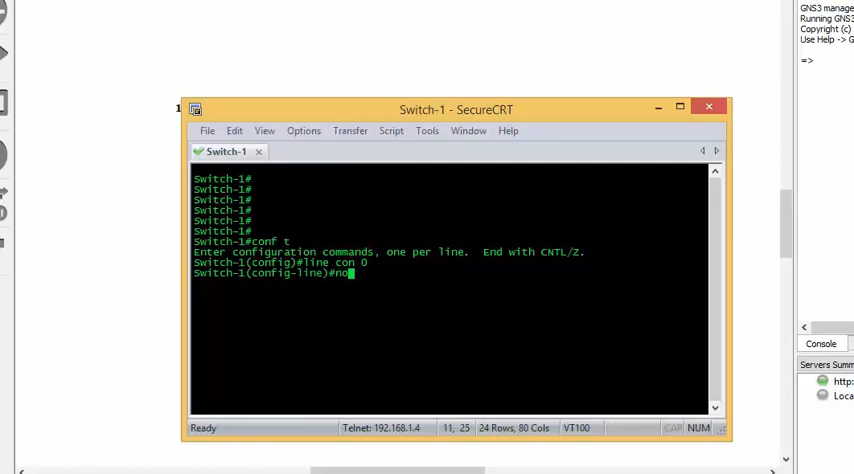 GNS3 manage
Running GNS3
Copyright (c)
Use Help -> G
=>
1
Switch-1 - SecureCRT
File Edit View Options Transfer Script Tools Window Help
Switch-1
Switch-1#
Switch-1#
Switch-1#
Switch-1#
Switch-1#
Switch-1#
Switch-1#conf t
Enter configuration commands, one per line. End with CNTL/Z.
Switch-1(config)#line con 0
Switch-1(config-line)#no
Ready Telnet: 192.168.1.4 11, 25 24 Rows, 80 Cols VT100 CAP NUM
Console
Servers Summ
http:
Loca